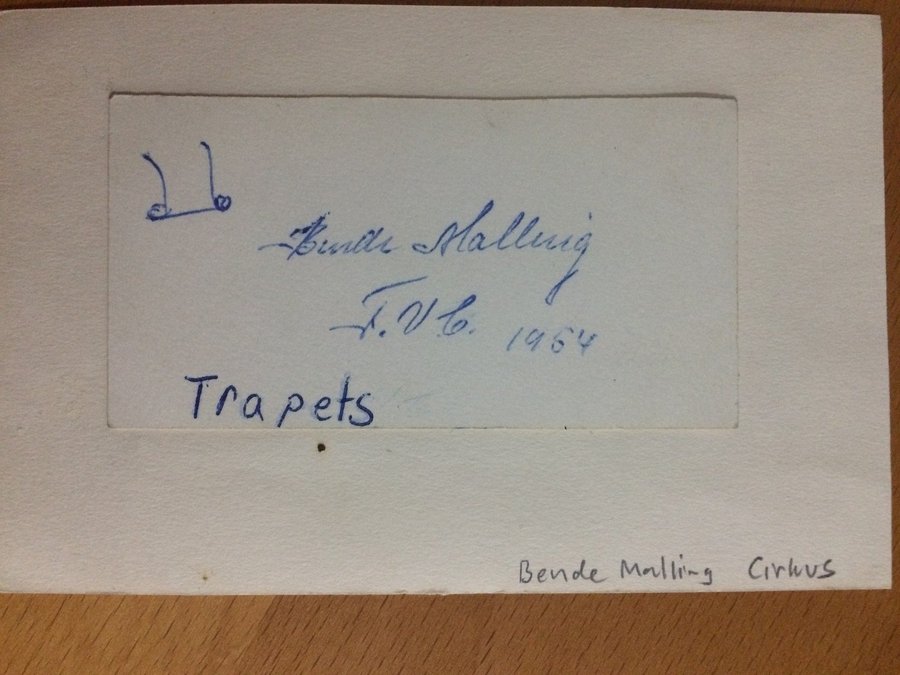 Bende Malling
F.V.C. 1964
Trapets
Bende Malling Cirkus